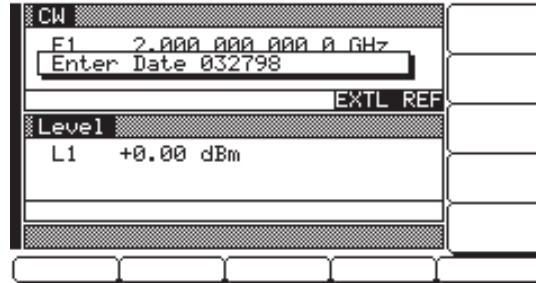 CW
F1 2.000 000 000 0 GHz
Enter Date 032798
EXTL REF
Level
L1 +0.00 dBm